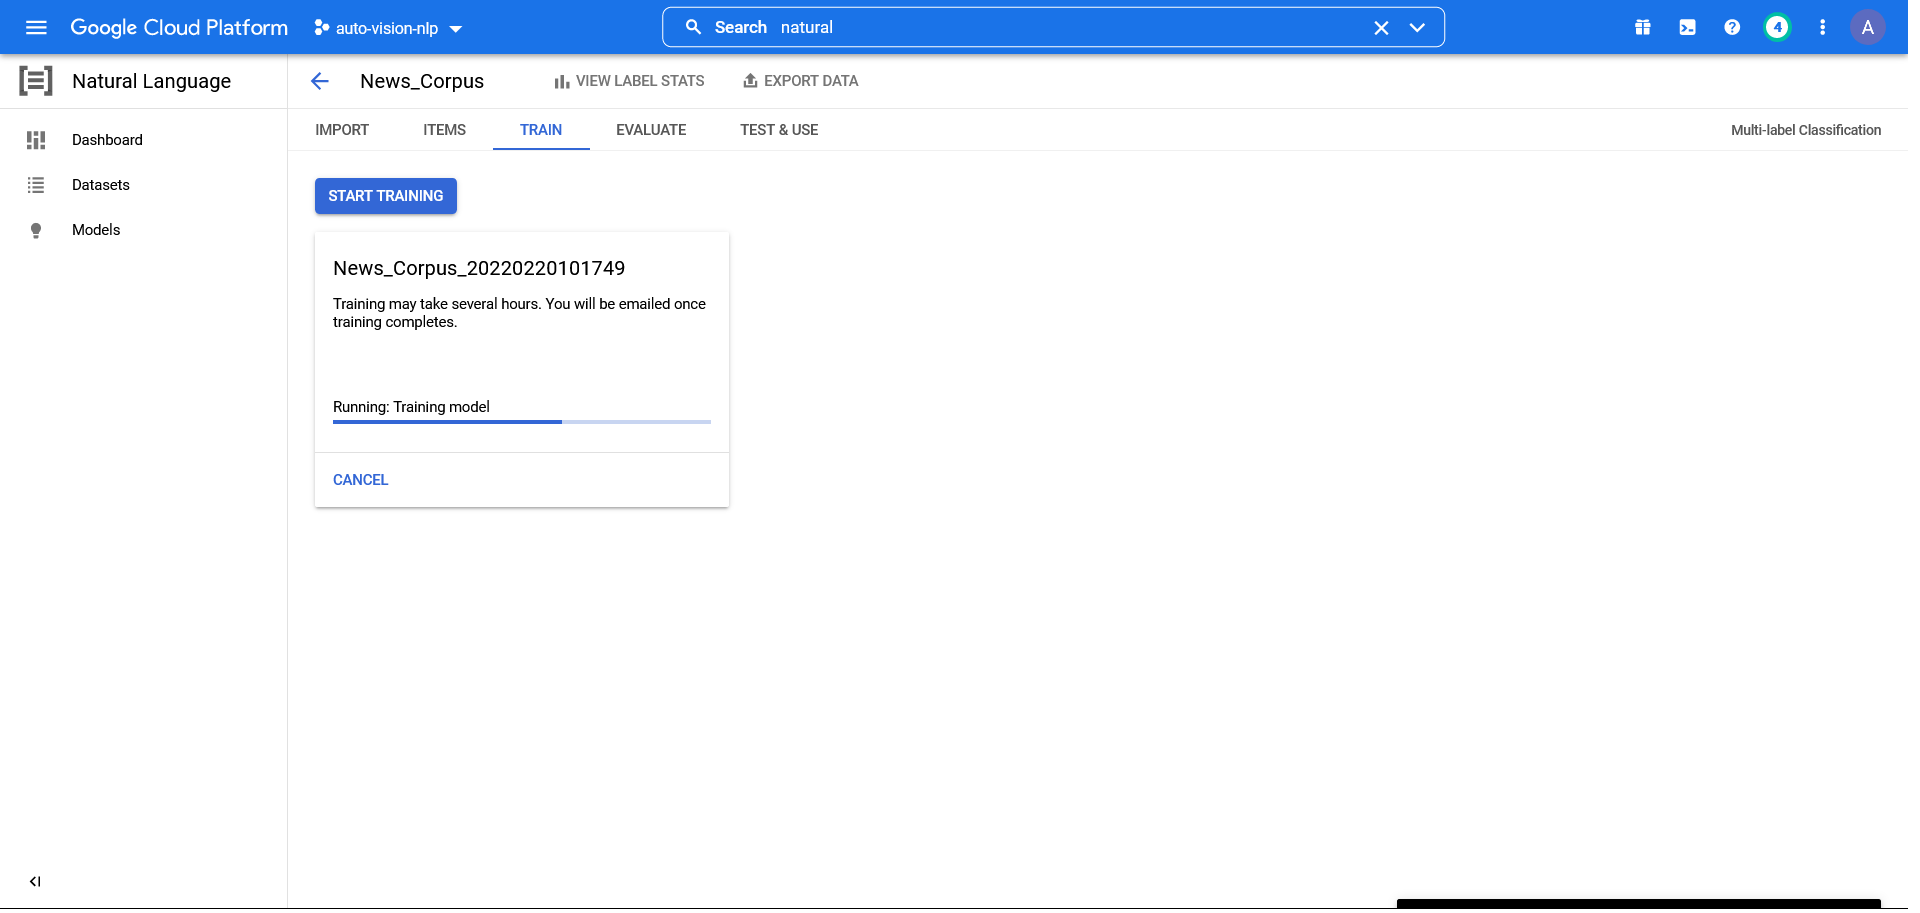 Google Cloud Platform
auto-vision-nlp
Search natural
4
A
Natural Language
News_Corpus
VIEW LABEL STATS
EXPORT DATA
IMPORT
ITEMS
TRAIN
EVALUATE
TEST & USE
Multi-label Classification
Dashboard
Datasets
Models
START TRAINING
News_Corpus_20220220101749
Training may take several hours. You will be emailed once
training completes.
Running: Training model
CANCEL